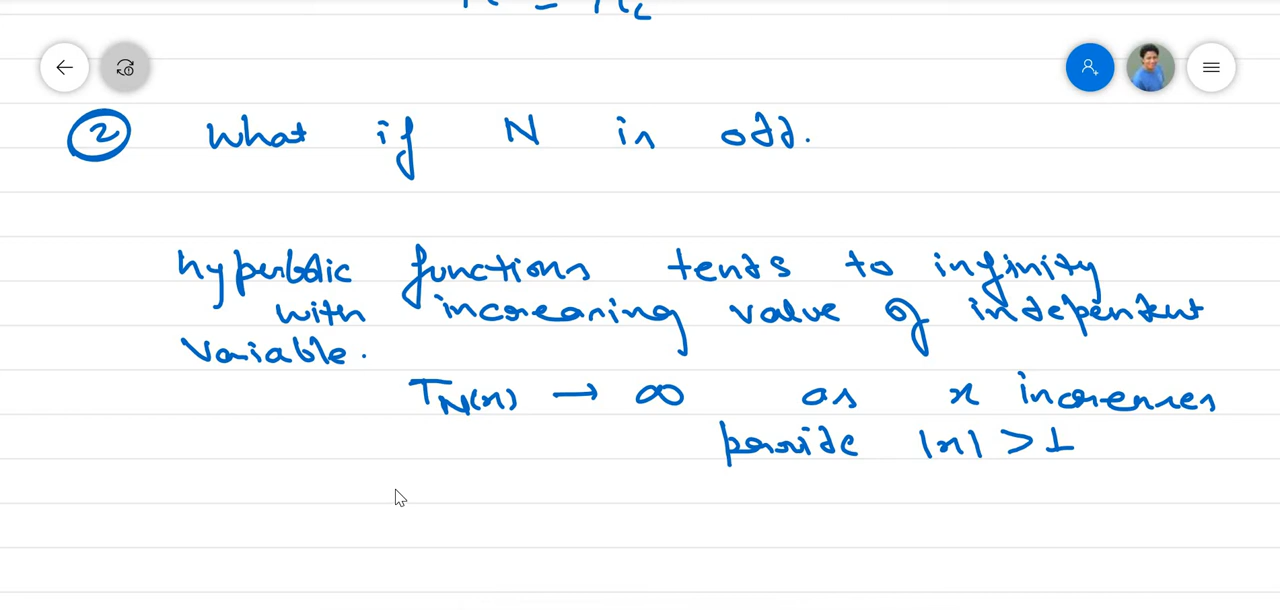 ② What if N is odd.
hyperbolic functions tends to infinity
with increasing value of independent
variable.
T_N(x) → ∞ as x increases
provide |x| > 1